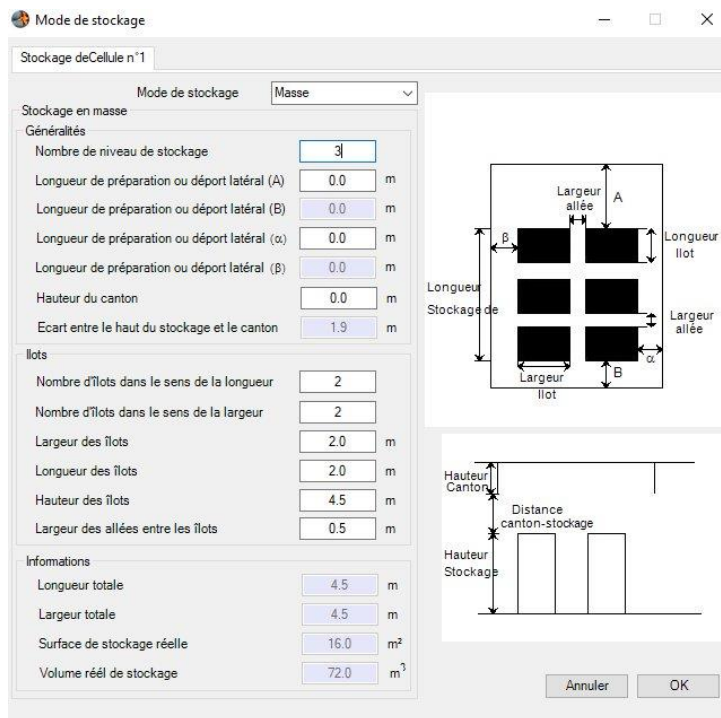 Mode de stockage
Stockage deCellule n°1
Mode de stockage Masse
Stockage en masse
Généralités
Nombre de niveau de stockage 3
Longueur de préparation ou déport latéral (A) 0.0 m
Longueur de préparation ou déport latéral (B) 0.0 m
Longueur de préparation ou déport latéral (α) 0.0 m
Longueur de préparation ou déport latéral (β) 0.0 m
Hauteur du canton 0.0 m
Ecart entre le haut du stockage et le canton 1.9 m
Ilots
Nombre d'îlots dans le sens de la longueur 2
Nombre d'îlots dans le sens de la largeur 2
Largeur des îlots 2.0 m
Longueur des îlots 2.0 m
Hauteur des îlots 4.5 m
Largeur des allées entre les îlots 0.5 m
Informations
Longueur totale 4.5 m
Largeur totale 4.5 m
Surface de stockage réelle 16.0 m²
Volume réél de stockage 72.0 m³
Largeur
allée
A
β
Longueur
Ilot
Longueur
Stockage de
Largeur
allée
α
Largeur
Ilot
B
Hauteur
Canton
Distance
canton-stockage
Hauteur
Stockage
Annuler OK